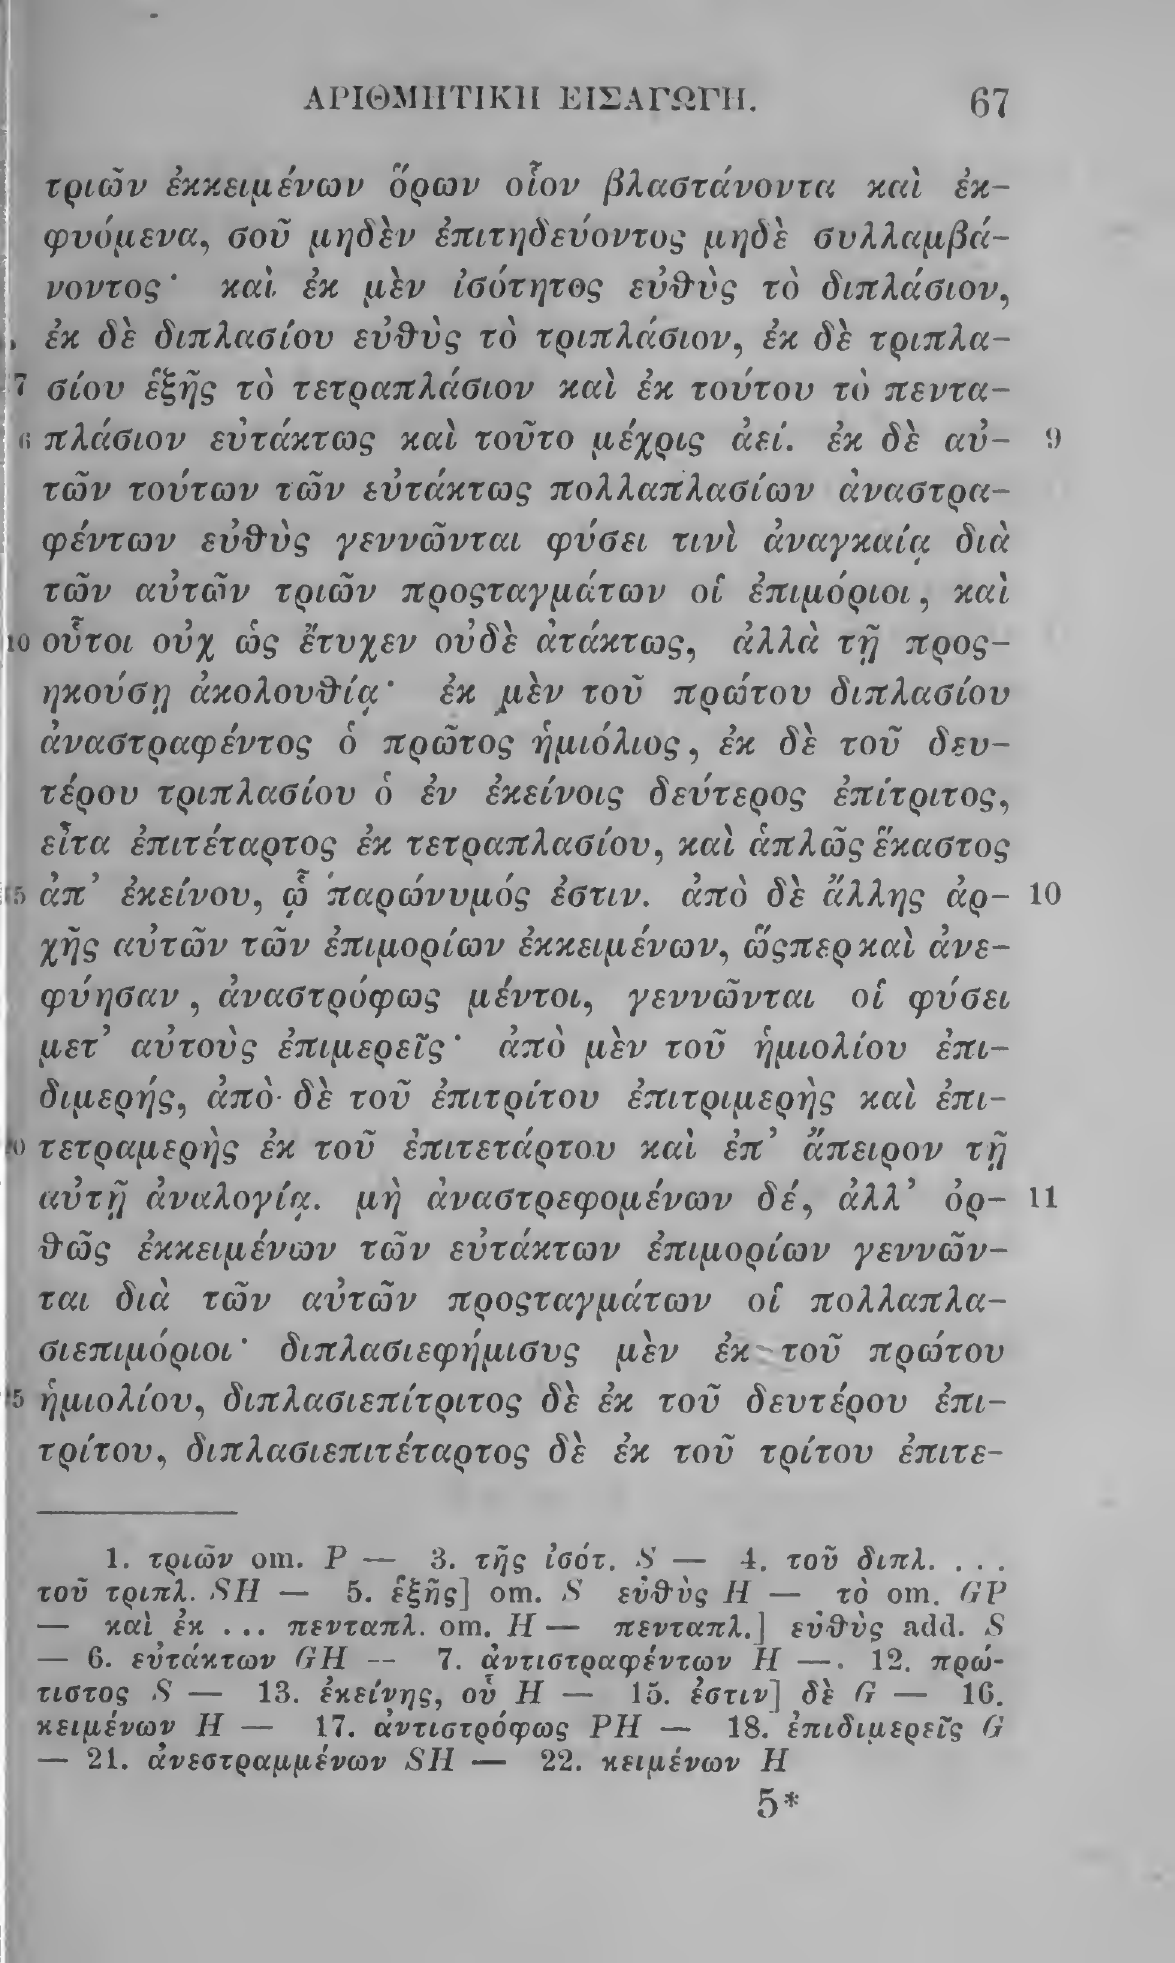 ΑΡΙΘΜΗΤΙΚΗ ΕΙΣΑΓΩΓΗ. 67
τριῶν ἐκκειμένων ὅρων οἷον βλαστάνοντα καὶ ἐκ-
φυόμενα, σοῦ μηδὲν ἐπιτηδεύοντος μηδὲ συλλαμβά-
νοντος· καὶ ἐκ μὲν ἰσότητος εὐθὺς τὸ διπλάσιον,
ἐκ δὲ διπλασίου εὐθὺς τὸ τριπλάσιον, ἐκ δὲ τριπλα-
7 σίου ἑξῆς τὸ τετραπλάσιον καὶ ἐκ τούτου τὸ πεντα-
6 πλάσιον εὐτάκτως καὶ τοῦτο μέχρις ἀεί. ἐκ δὲ αὐ- 9
τῶν τούτων τῶν εὐτάκτως πολλαπλασίων ἀναστρα-
φέντων εὐθὺς γεννῶνται φύσει τινὶ ἀναγκαίᾳ διὰ
τῶν αὐτῶν τριῶν προςταγμάτων οἱ ἐπιμόριοι, καὶ
10 οὗτοι οὐχ ὡς ἔτυχεν οὐδὲ ἀτάκτως, ἀλλὰ τῇ προς-
ηκούσῃ ἀκολουθίᾳ· ἐκ μὲν τοῦ πρώτου διπλασίου
ἀναστραφέντος ὁ πρῶτος ἡμιόλιος, ἐκ δὲ τοῦ δευ-
τέρου τριπλασίου ὁ ἐν ἐκείνοις δεύτερος ἐπίτριτος,
εἶτα ἐπιτέταρτος ἐκ τετραπλασίου, καὶ ἁπλῶς ἕκαστος
15 ἀπ’ ἐκείνου, ᾧ παρώνυμός ἐστιν. ἀπὸ δὲ ἄλλης ἀρ- 10
χῆς αὐτῶν τῶν ἐπιμορίων ἐκκειμένων, ὥςπερ καὶ ἀνε-
φύησαν, ἀναστρόφως μέντοι, γεννῶνται οἱ φύσει
μετ’ αὐτοὺς ἐπιμερεῖς· ἀπὸ μὲν τοῦ ἡμιολίου ἐπι-
διμερής, ἀπὸ δὲ τοῦ ἐπιτρίτου ἐπιτριμερὴς καὶ ἐπι-
20 τετραμερὴς ἐκ τοῦ ἐπιτετάρτου καὶ ἐπ’ ἄπειρον τῇ
αὐτῇ ἀναλογίᾳ. μὴ ἀναστρεφομένων δέ, ἀλλ’ ὀρ- 11
θῶς ἐκκειμένων τῶν εὐτάκτων ἐπιμορίων γεννῶν-
ται διὰ τῶν αὐτῶν προςταγμάτων οἱ πολλαπλα-
σιεπιμόριοι· διπλασιεφήμισυς μὲν ἐκ τοῦ πρώτου
25 ἡμιολίου, διπλασιεπίτριτος δὲ ἐκ τοῦ δευτέρου ἐπι-
τρίτου, διπλασιεπιτέταρτος δὲ ἐκ τοῦ τρίτου ἐπιτε-
1. τριῶν om. P — 3. τῆς ἰσότ. S — 4. τοῦ διπλ. . . .
τοῦ τριπλ. SH — 5. ἑξῆς] om. S εὐθὺς H — τὸ om. GP
— καὶ ἐκ ... πενταπλ. om. H — πενταπλ.] εὐθὺς add. S
— 6. εὐτάκτων GH — 7. ἀντιστραφέντων H — 12. πρώ-
τιστος S — 13. ἐκείνης, οὗ H — 15. ἐστιν] δὲ G — 16.
κειμένων H — 17. ἀντιστρόφως PH — 18. ἐπιδιμερεῖς G
— 21. ἀνεστραμμένων SH — 22. κειμένων H
5*